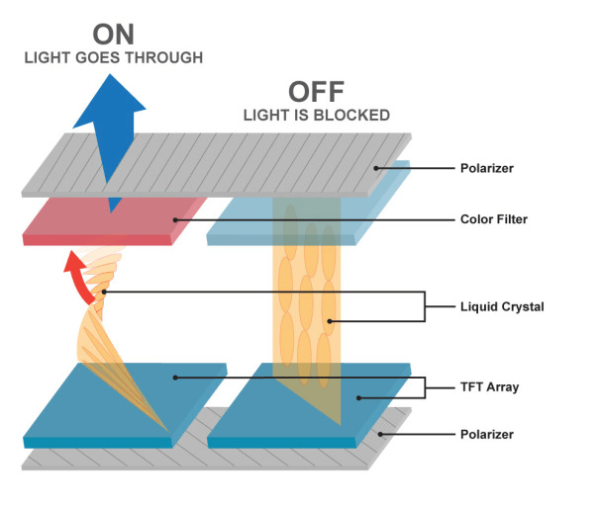 ON
LIGHT GOES THROUGH
OFF
LIGHT IS BLOCKED
Polarizer
Color Filter
Liquid Crystal
TFT Array
Polarizer